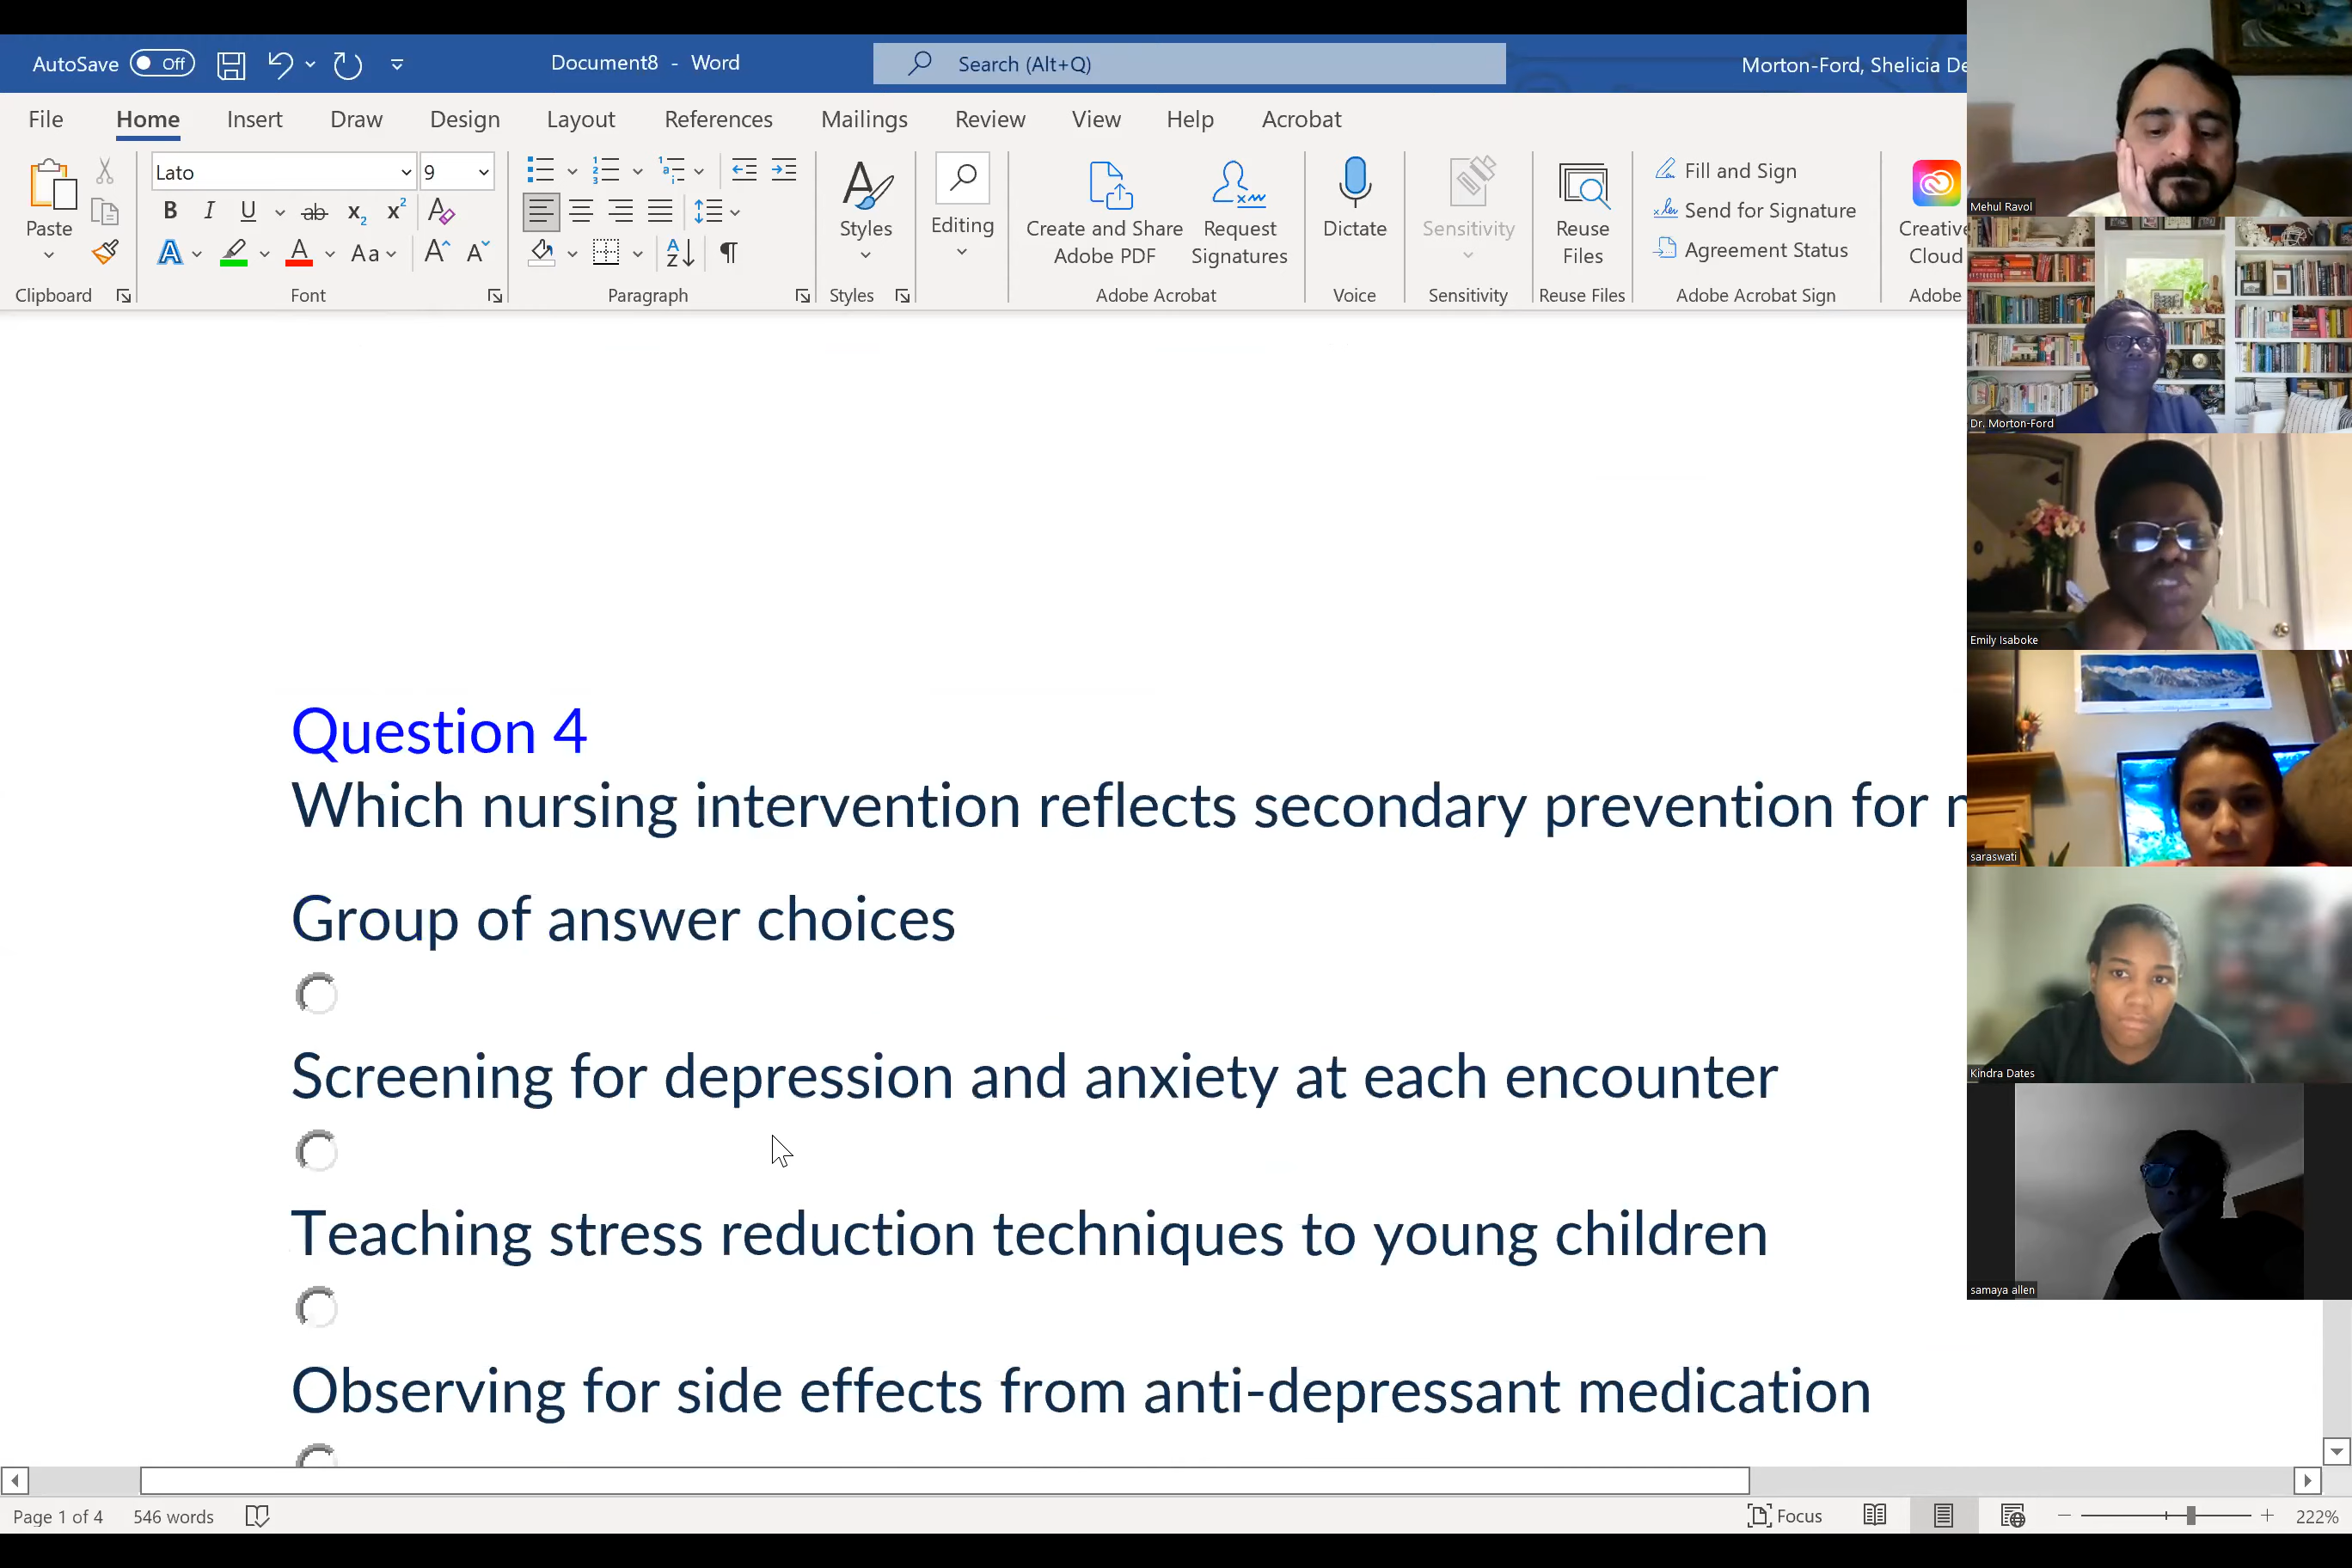 AutoSave Off Document8 - Word Search (Alt+Q) Morton-Ford, Shelicia De
File Home Insert Draw Design Layout References Mailings Review View Help Acrobat
Lato 9
Paste
B I U ab x2 x2 A
A A Aa A A
A Z ¶
Styles
Editing
Create and Share
Adobe PDF
Request
Signatures
Dictate
Sensitivity
Reuse
Files
Fill and Sign
Send for Signature
Agreement Status
Creative
Cloud
Clipboard Font Paragraph Styles Adobe Acrobat Voice Sensitivity Reuse Files Adobe Acrobat Sign Adobe
Mehul Ravol
Dr. Morton-Ford
Emily Isaboke
saraswati
Kindra Dates
samaya allen
Question 4
Which nursing intervention reflects secondary prevention for
Group of answer choices
Screening for depression and anxiety at each encounter
Teaching stress reduction techniques to young children
Observing for side effects from anti-depressant medication
Page 1 of 4 546 words Focus 222%